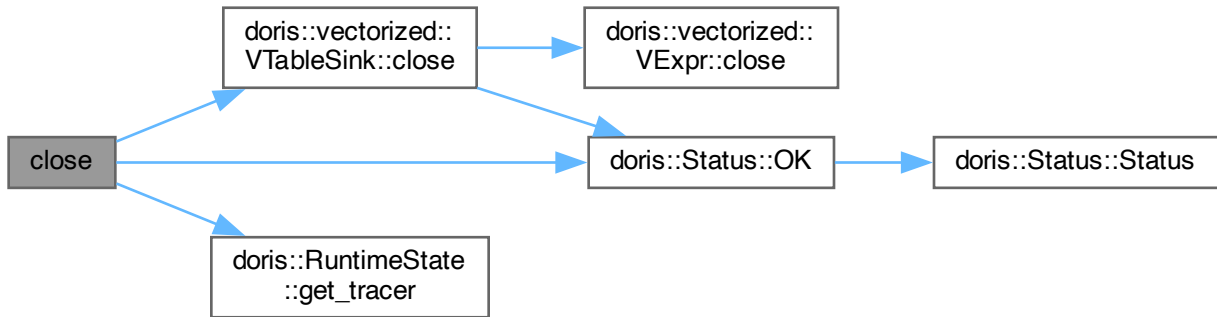 doris::vectorized::
VTableSink::close
doris::vectorized::
VExpr::close
close
doris::Status::OK
doris::Status::Status
doris::RuntimeState
::get_tracer